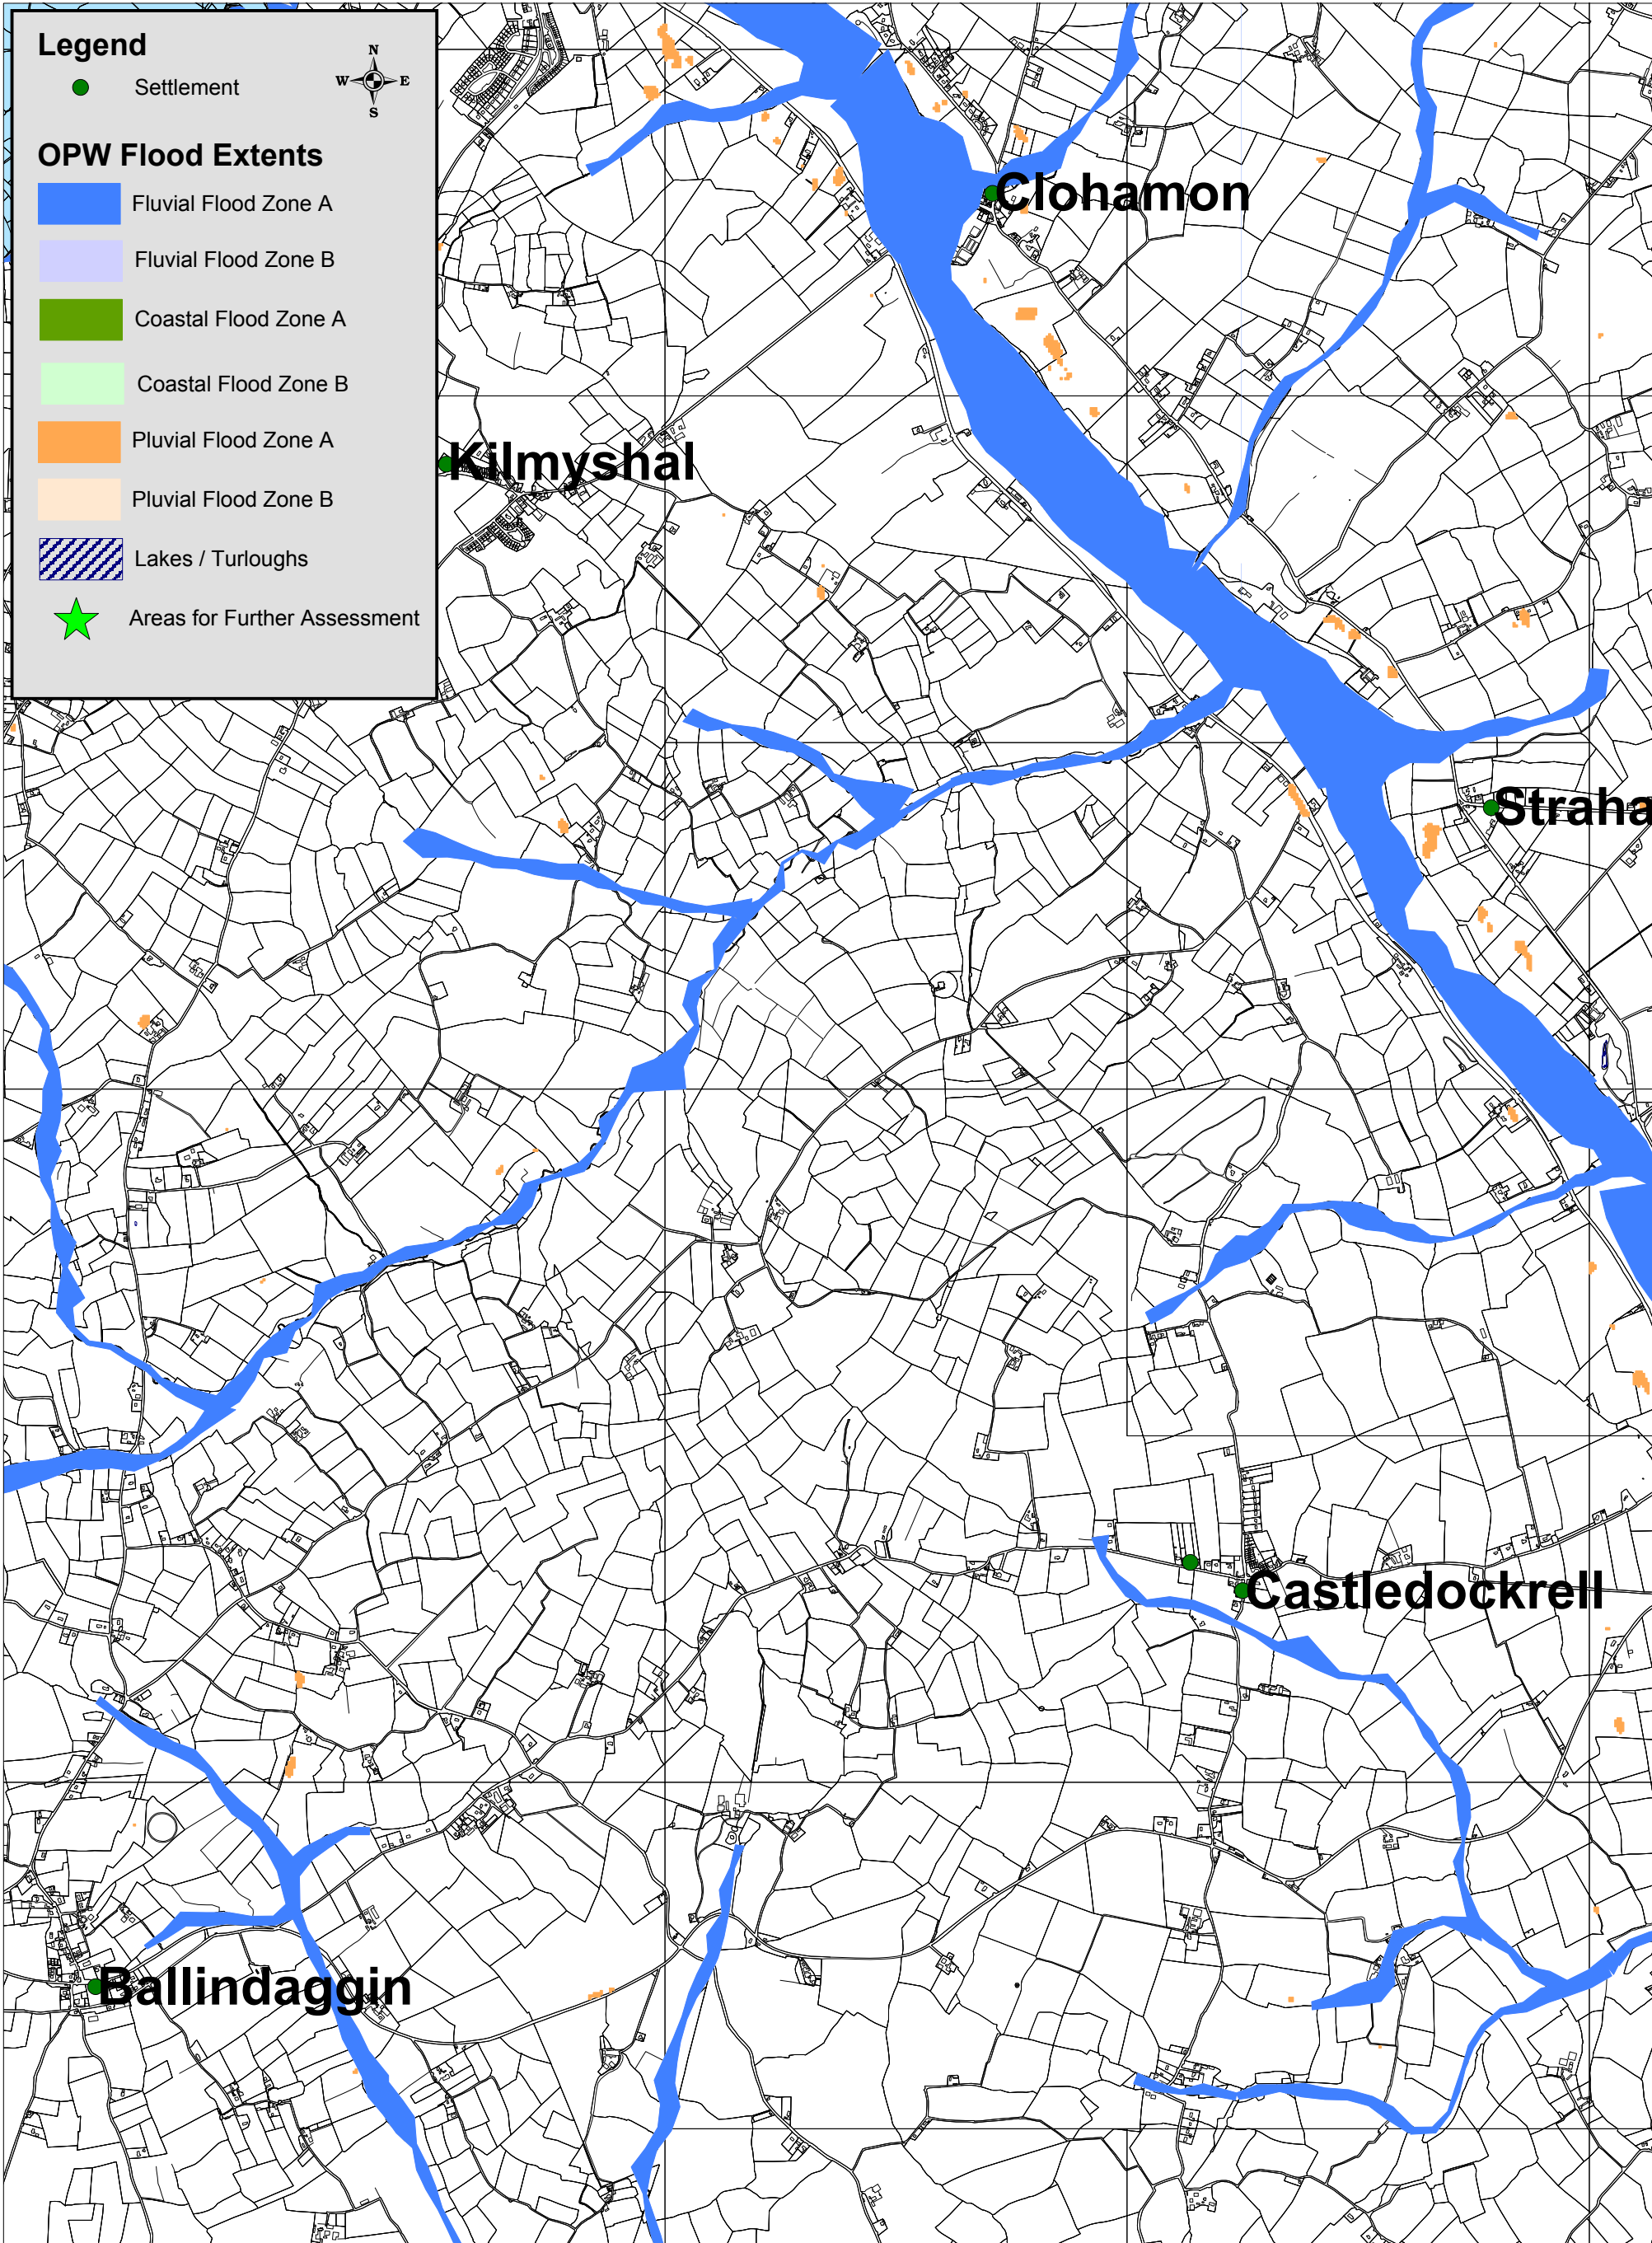 Legend
N
W E
S
Settlement
OPW Flood Extents
Fluvial Flood Zone A
Fluvial Flood Zone B
Coastal Flood Zone A
Coastal Flood Zone B
Pluvial Flood Zone A
Pluvial Flood Zone B
Lakes / Turloughs
Areas for Further Assessment
Clohamon
Kilmyshal
Straha
Castledockrell
Ballindaggin